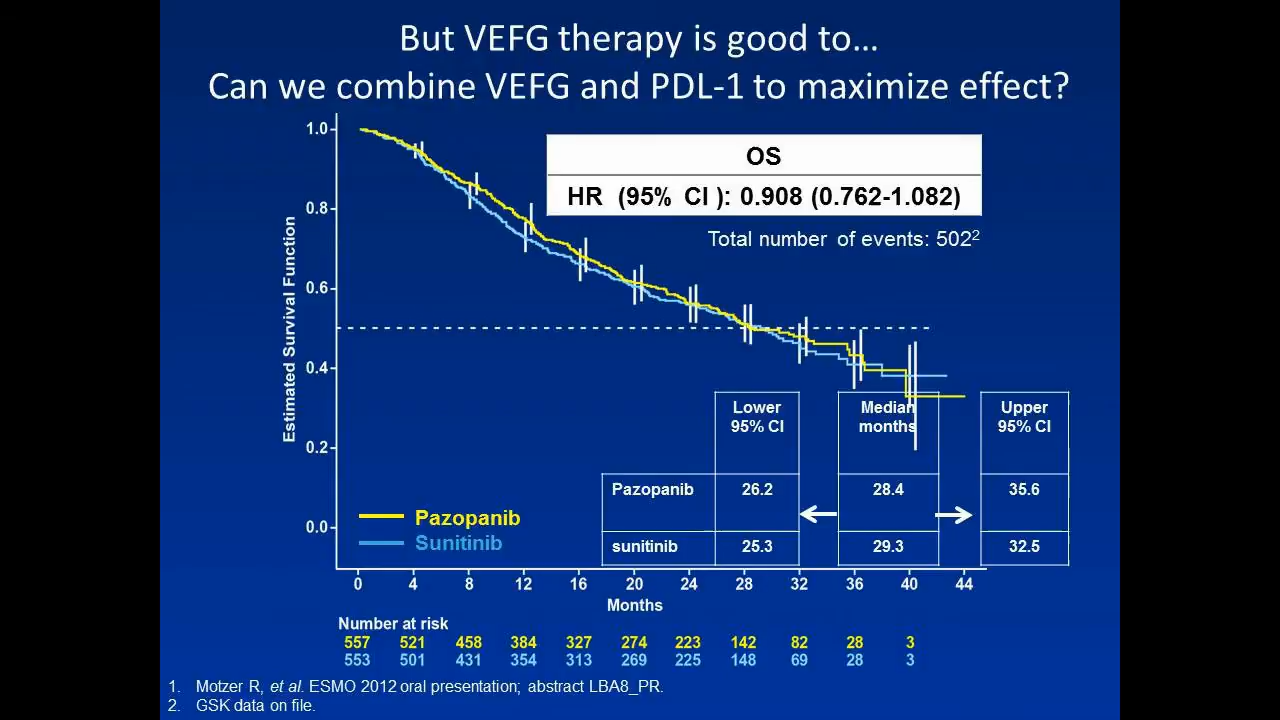 But VEFG therapy is good to…
Can we combine VEFG and PDL-1 to maximize effect?
OS
HR (95% CI ): 0.908 (0.762-1.082)
Total number of events: 502²
Estimated Survival Function
1.0
0.8
0.6
0.4
0.2
0.0
Lower
95% CI
Median
months
Upper
95% CI
Pazopanib 26.2 28.4 35.6
sunitinib 25.3 29.3 32.5
Pazopanib
Sunitinib
0 4 8 12 16 20 24 28 32 36 40 44
Months
Number at risk
557 521 458 384 327 274 223 142 82 28 3
553 501 431 354 313 269 225 148 69 28 3
1. Motzer R, et al. ESMO 2012 oral presentation; abstract LBA8_PR.
2. GSK data on file.